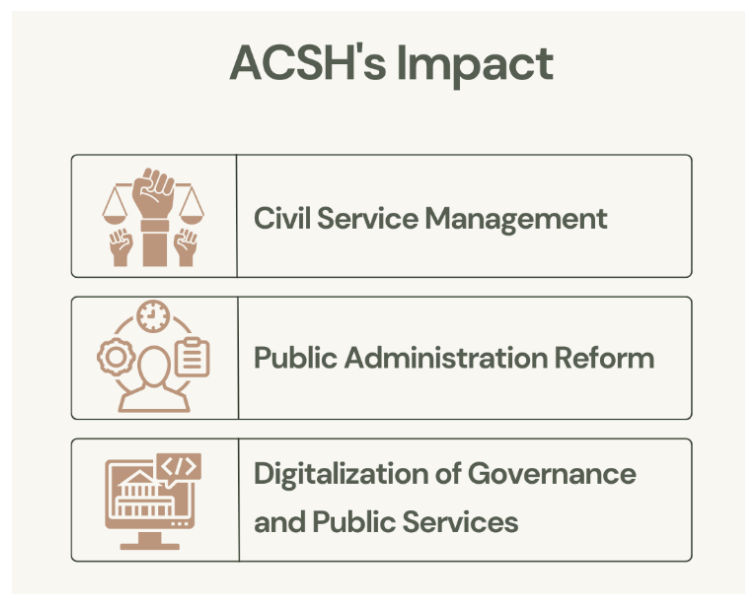 ACSH's Impact
Civil Service Management
Public Administration Reform
</>
Digitalization of Governance
and Public Services